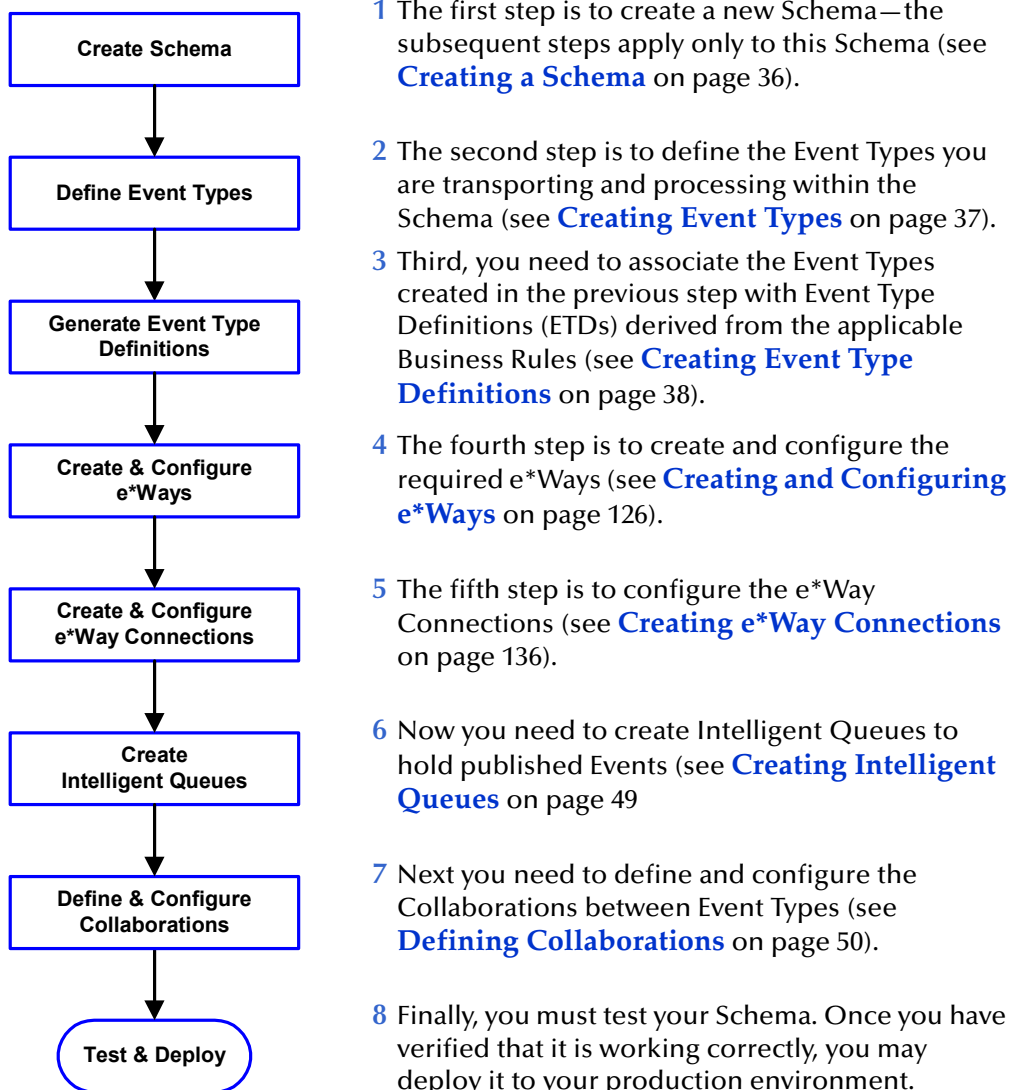 Create Schema
Define Event Types
Generate Event Type
Definitions
Create & Configure
e*Ways
Create & Configure
e*Way Connections
Create
Intelligent Queues
Define & Configure
Collaborations
Test & Deploy
1 The first step is to create a new Schema—the
subsequent steps apply only to this Schema (see
Creating a Schema on page 36).
2 The second step is to define the Event Types you
are transporting and processing within the
Schema (see Creating Event Types on page 37).
3 Third, you need to associate the Event Types
created in the previous step with Event Type
Definitions (ETDs) derived from the applicable
Business Rules (see Creating Event Type
Definitions on page 38).
4 The fourth step is to create and configure the
required e*Ways (see Creating and Configuring
e*Ways on page 126).
5 The fifth step is to configure the e*Way
Connections (see Creating e*Way Connections
on page 136).
6 Now you need to create Intelligent Queues to
hold published Events (see Creating Intelligent
Queues on page 49
7 Next you need to define and configure the
Collaborations between Event Types (see
Defining Collaborations on page 50).
8 Finally, you must test your Schema. Once you have
verified that it is working correctly, you may
deploy it to your production environment.